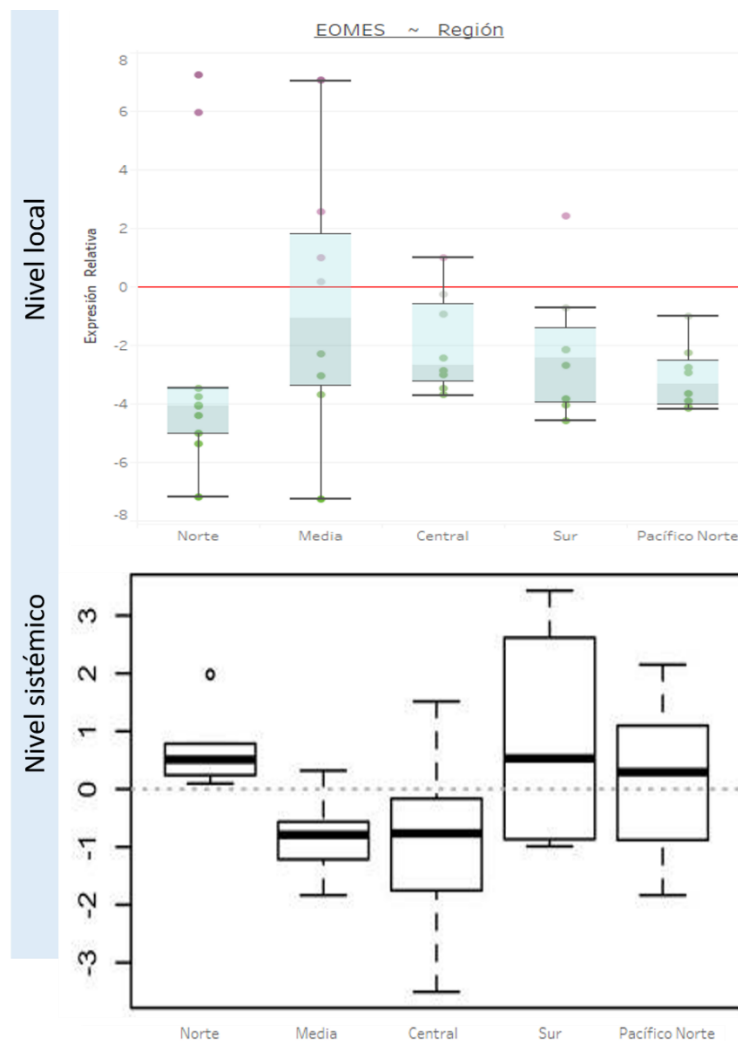 EOMES ~ Región
Nivel local
Expresión Relativa
8
6
4
2
0
-2
-4
-6
-8
Norte Media Central Sur Pacífico Norte
Nivel sistémico
3
2
1
0
-1
-2
-3
Norte Media Central Sur Pacífico Norte